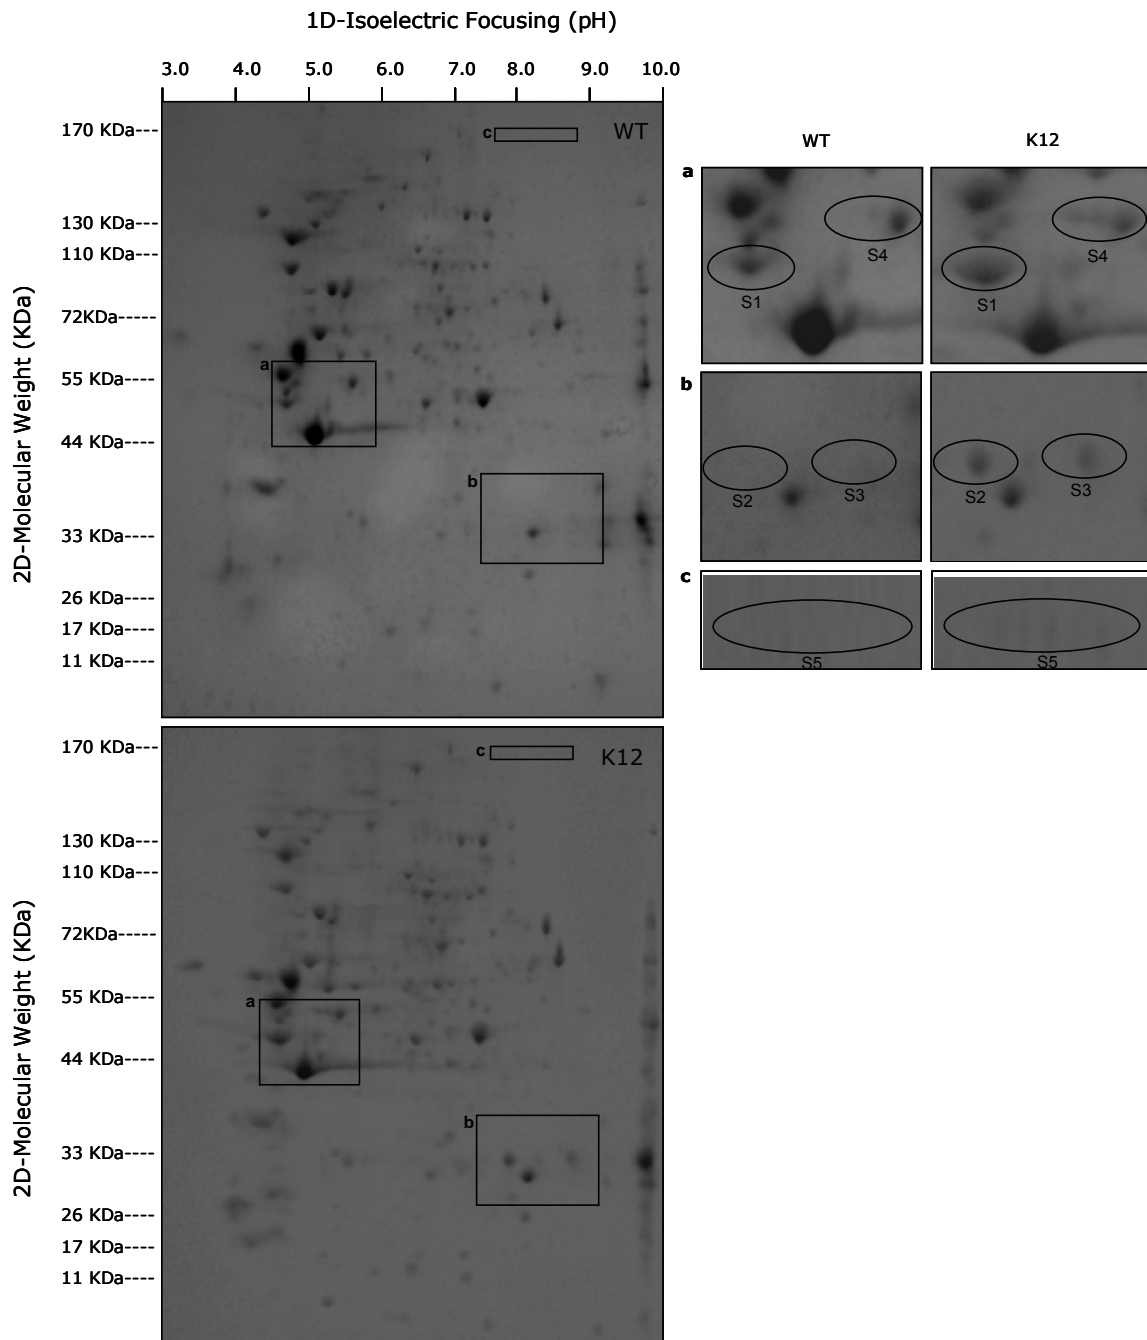 1D-Isoelectric Focusing (pH)
3.0 4.0 5.0 6.0 7.0 8.0 9.0 10.0
2D-Molecular Weight (KDa)
170 KDa---
130 KDa---
110 KDa---
72KDa-----
55 KDa----
44 KDa----
33 KDa----
26 KDa----
17 KDa----
11 KDa----
c
WT
a
b
2D-Molecular Weight (KDa)
170 KDa---
130 KDa---
110 KDa---
72KDa-----
55 KDa----
44 KDa----
33 KDa----
26 KDa----
17 KDa----
11 KDa----
c
K12
a
b
WT K12
a
S4 S4
S1 S1
b
S2 S3 S2 S3
c
S5 S5